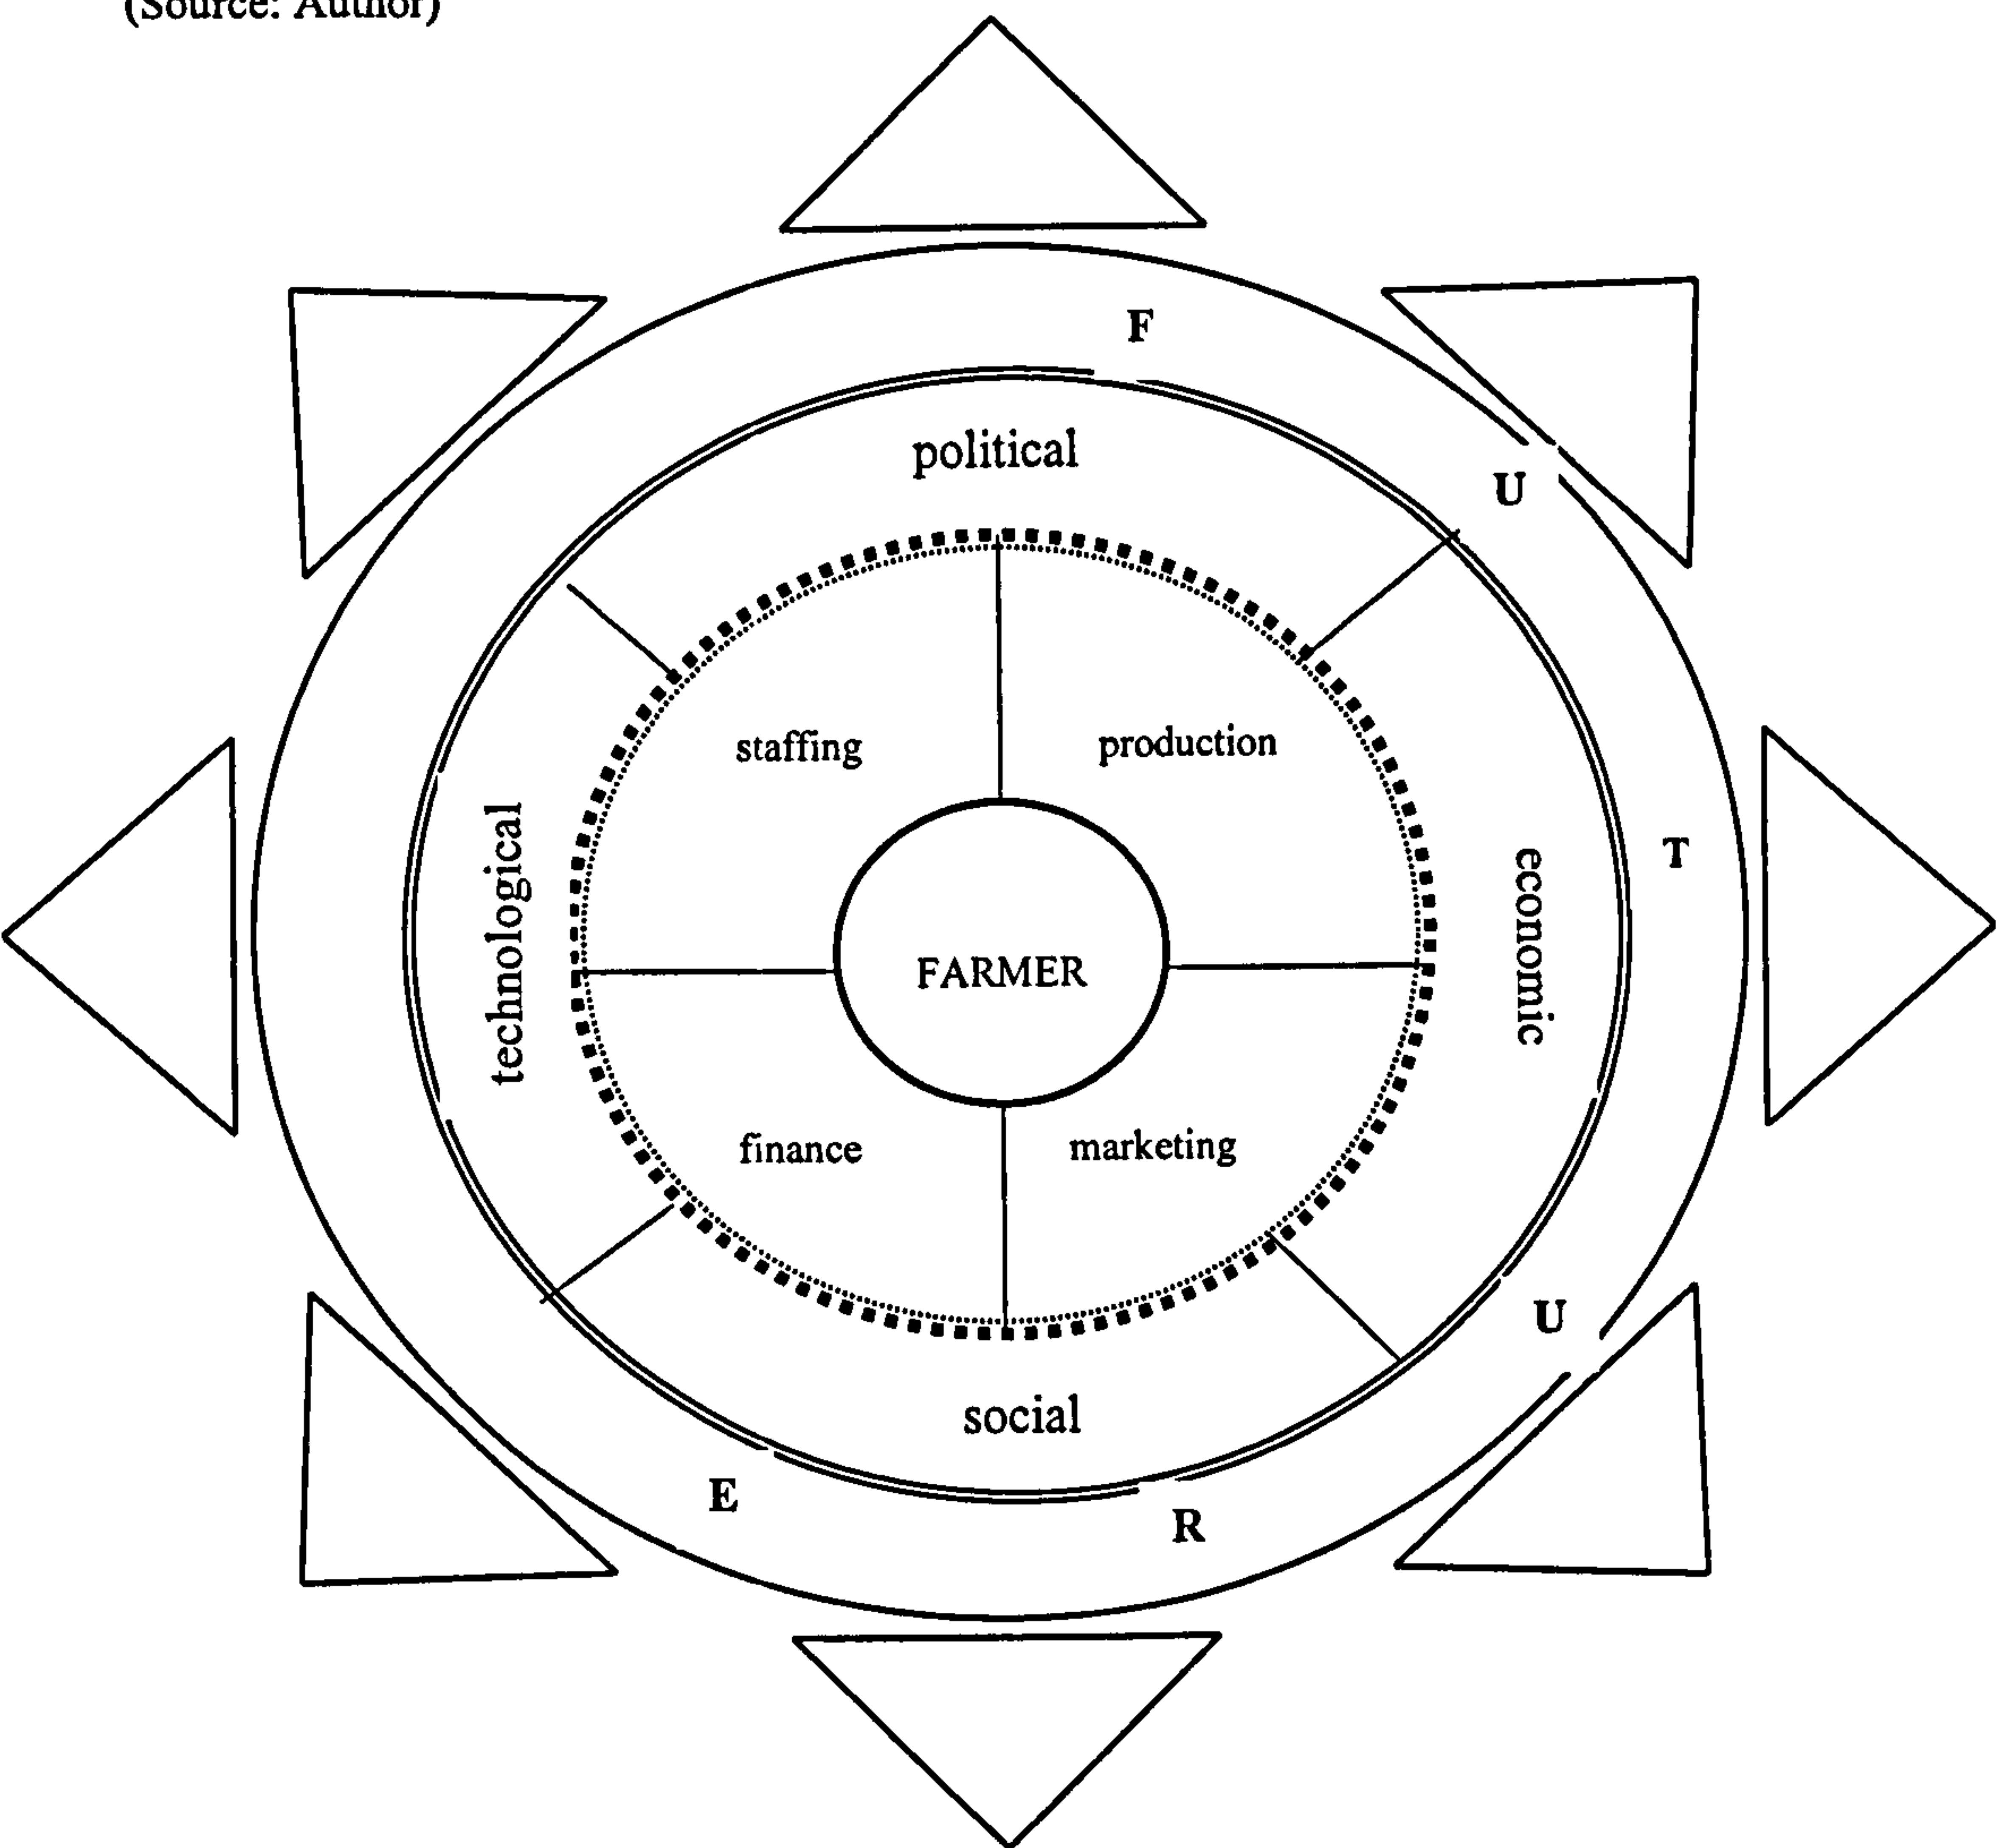 (Source: Author)
F
political
U
staffing
production
technological
economic
T
FARMER
finance
marketing
U
social
E
R